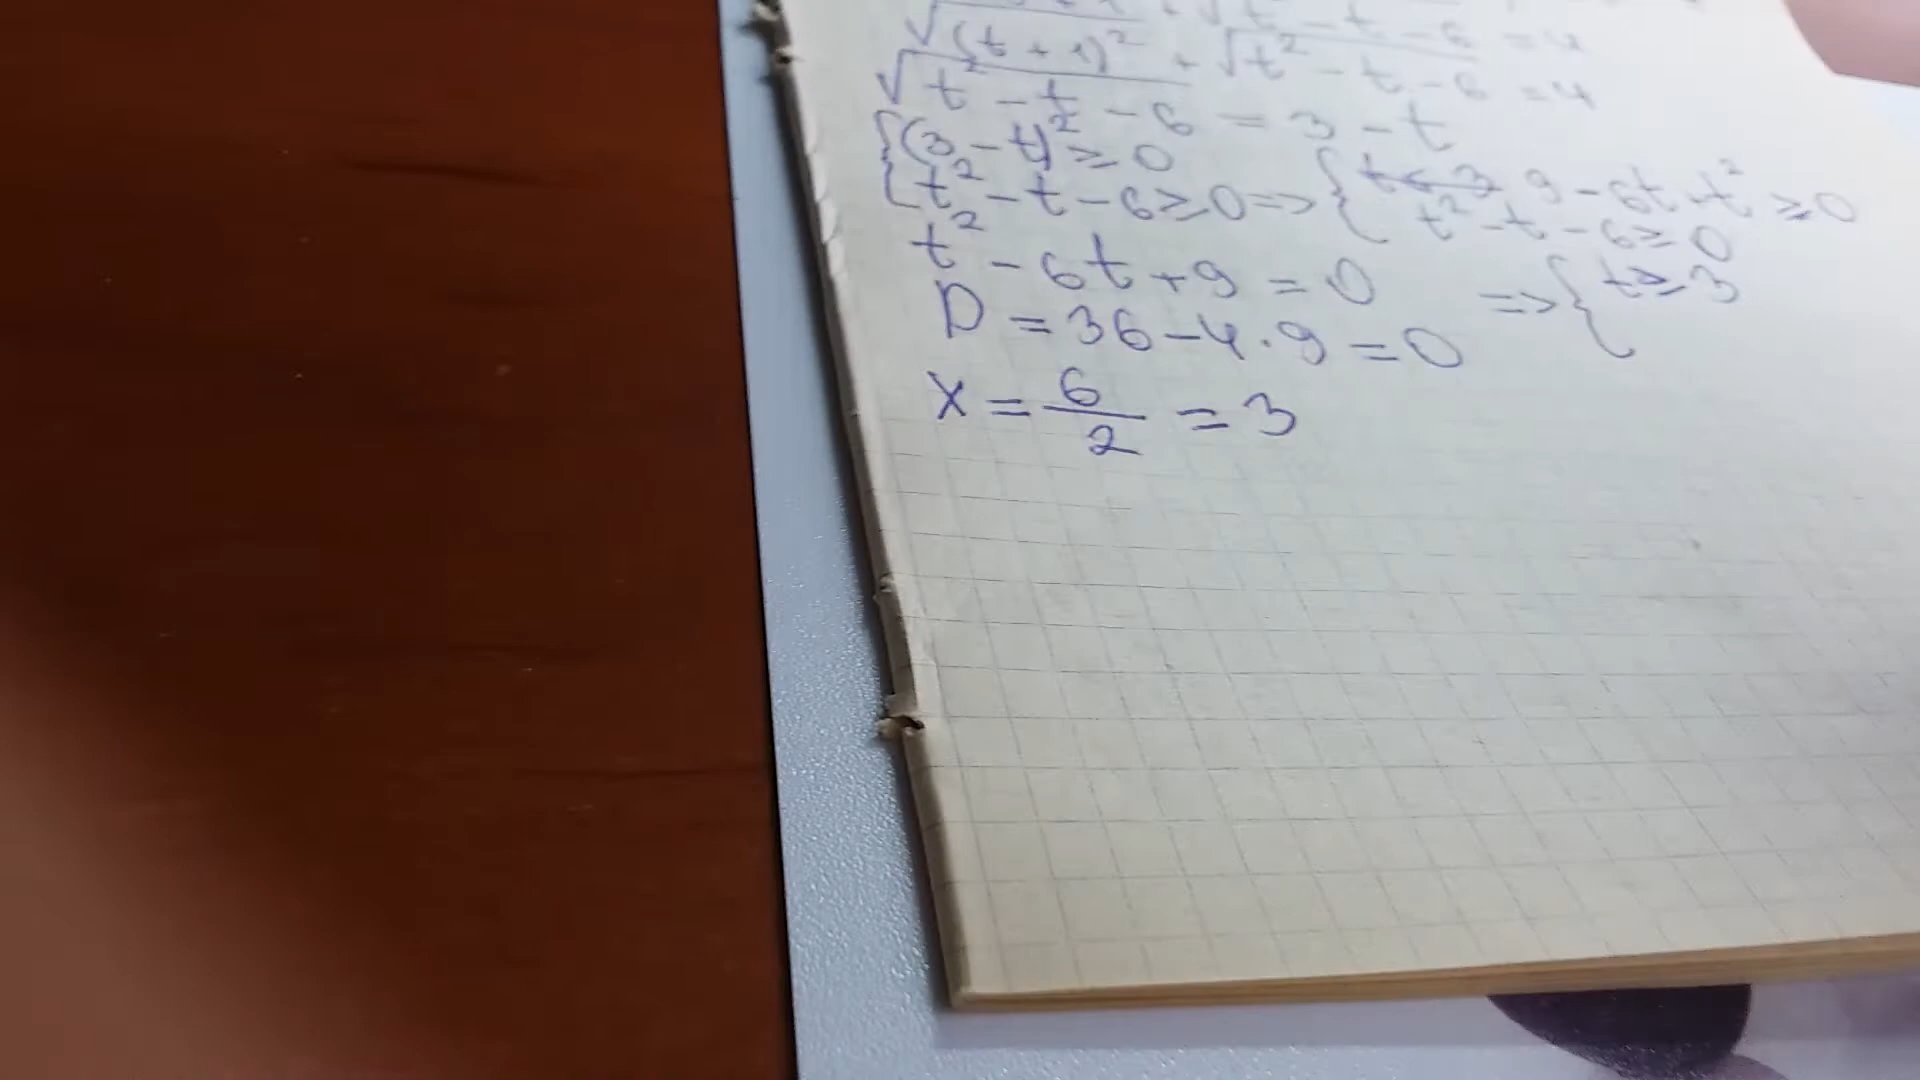 √(t+1)² + √t² - t - 6 = 4
√t² - t - 6 = 3 - t
{(3 - t)² ≥ 0
{t² - t - 6 ≥ 0 => { 9 - 6t + t² ≥ 0
t² - t - 6 ≥ 0
t² - 6t + 9 = 0 => { t ≥ 3
D = 36 - 4 · 9 = 0
x = 6/2 = 3